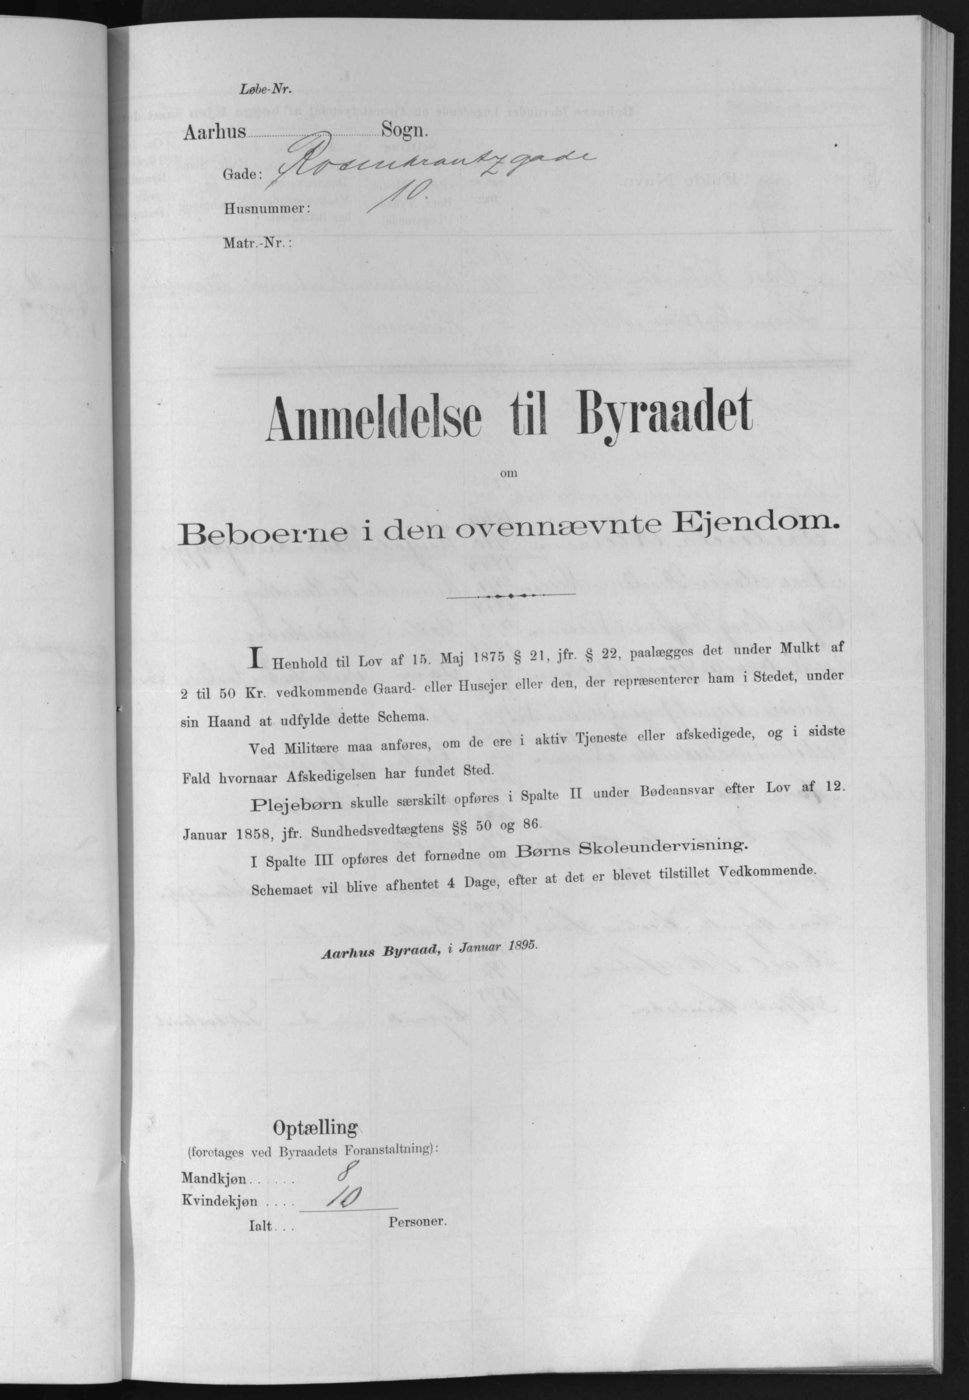 Løbe-Nr.
Aarhus Sogn.
Gade: Rosenkrantzgade
Husnummer: 10.
Matr.-Nr.:
Anmeldelse til Byraadet
om
Beboerne i den ovennævnte Ejendom.
I Henhold til Lov af 15. Maj 1875 § 21, jfr. § 22, paalægges det under Mulkt af
2 til 50 Kr. vedkommende Gaard- eller Husejer eller den, der repræsenterer ham i Stedet, under
sin Haand at udfylde dette Schema.
Ved Militære maa anføres, om de ere i aktiv Tjeneste eller afskedigede, og i sidste
Fald hvornaar Afskedigelsen har fundet Sted.
Plejebørn skulle særskilt opføres i Spalte II under Bødeansvar efter Lov af 12.
Januar 1858, jfr. Sundhedsvedtægtens §§ 50 og 86.
I Spalte III opføres det fornødne om Børns Skoleundervisning.
Schemaet vil blive afhentet 4 Dage, efter at det er blevet tilstillet Vedkommende.
Aarhus Byraad, i Januar 1895.
Optælling
(foretages ved Byraadets Foranstaltning):
Mandkjøn..... 8
Kvindekjøn.... 10
Ialt... Personer.